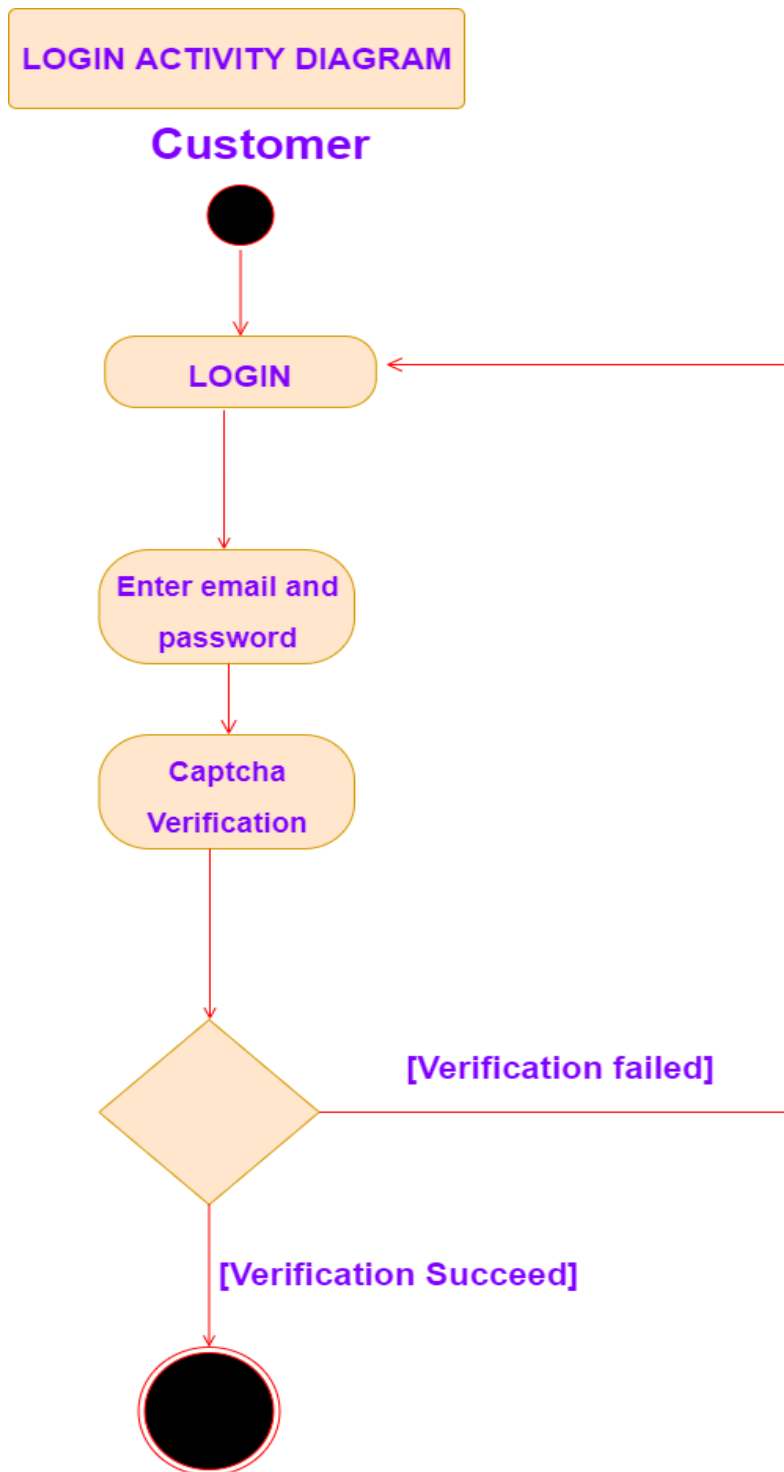 LOGIN ACTIVITY DIAGRAM
Customer
LOGIN
Enter email and
password
Captcha
Verification
[Verification failed]
[Verification Succeed]